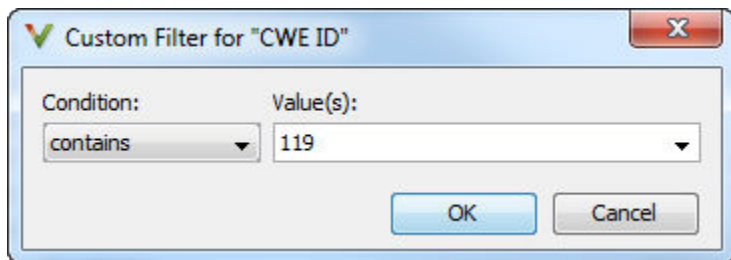 Custom Filter for "CWE ID"
Condition: Value(s):
contains 119
OK Cancel